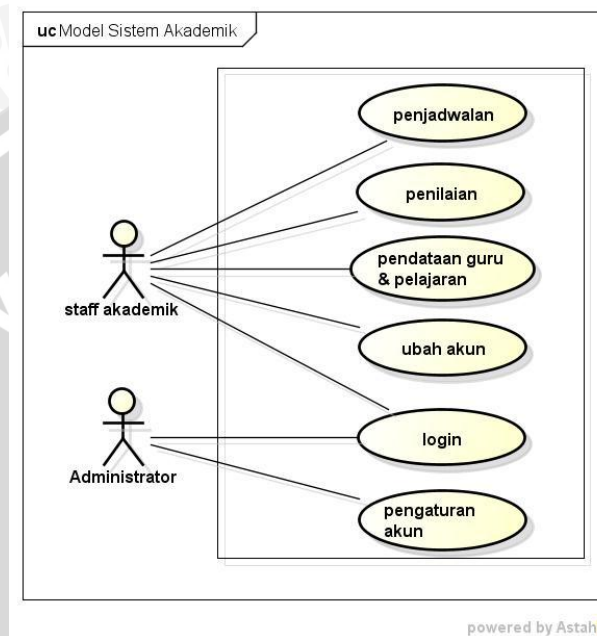 uc Model Sistem Akademik
penjadwalan
penilaian
pendataan guru
& pelajaran
staff akademik
ubah akun
login
Administrator
pengaturan
akun
powered by Astah